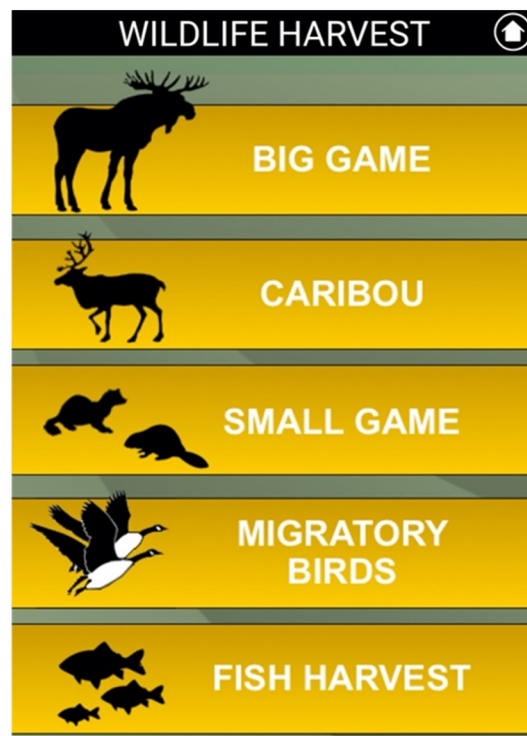 WILDLIFE HARVEST
BIG GAME
CARIBOU
SMALL GAME
MIGRATORY
BIRDS
FISH HARVEST